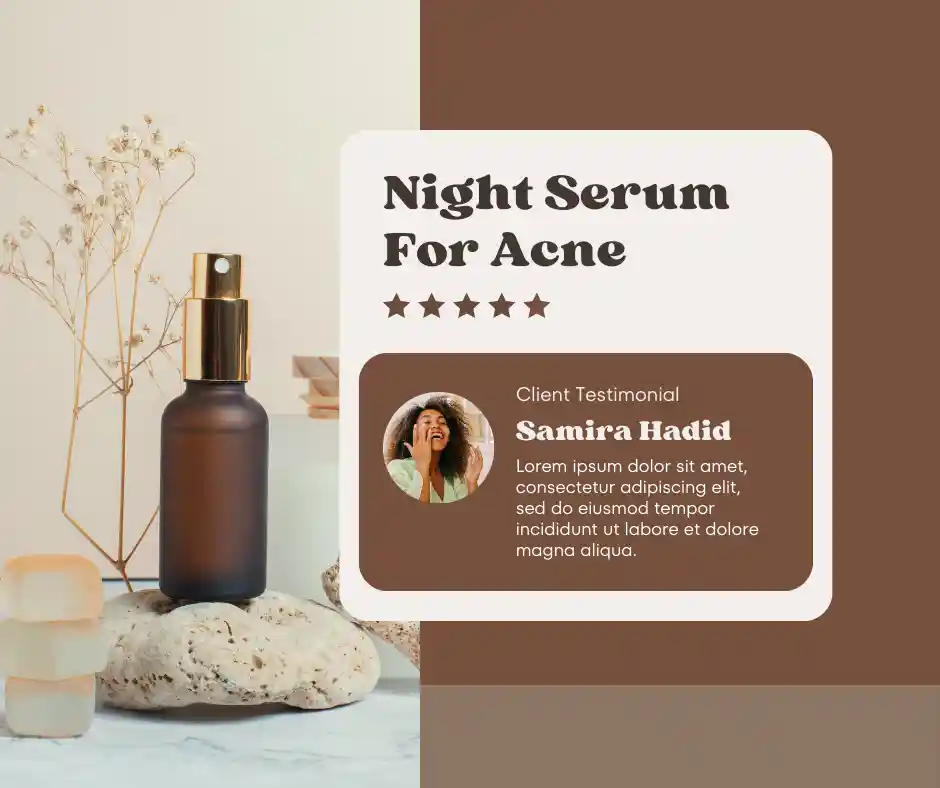 Night Serum
For Acne
Client Testimonial
Samira Hadid
Lorem ipsum dolor sit amet,
consectetur adipiscing elit,
sed do eiusmod tempor
incididunt ut labore et dolore
magna aliqua.